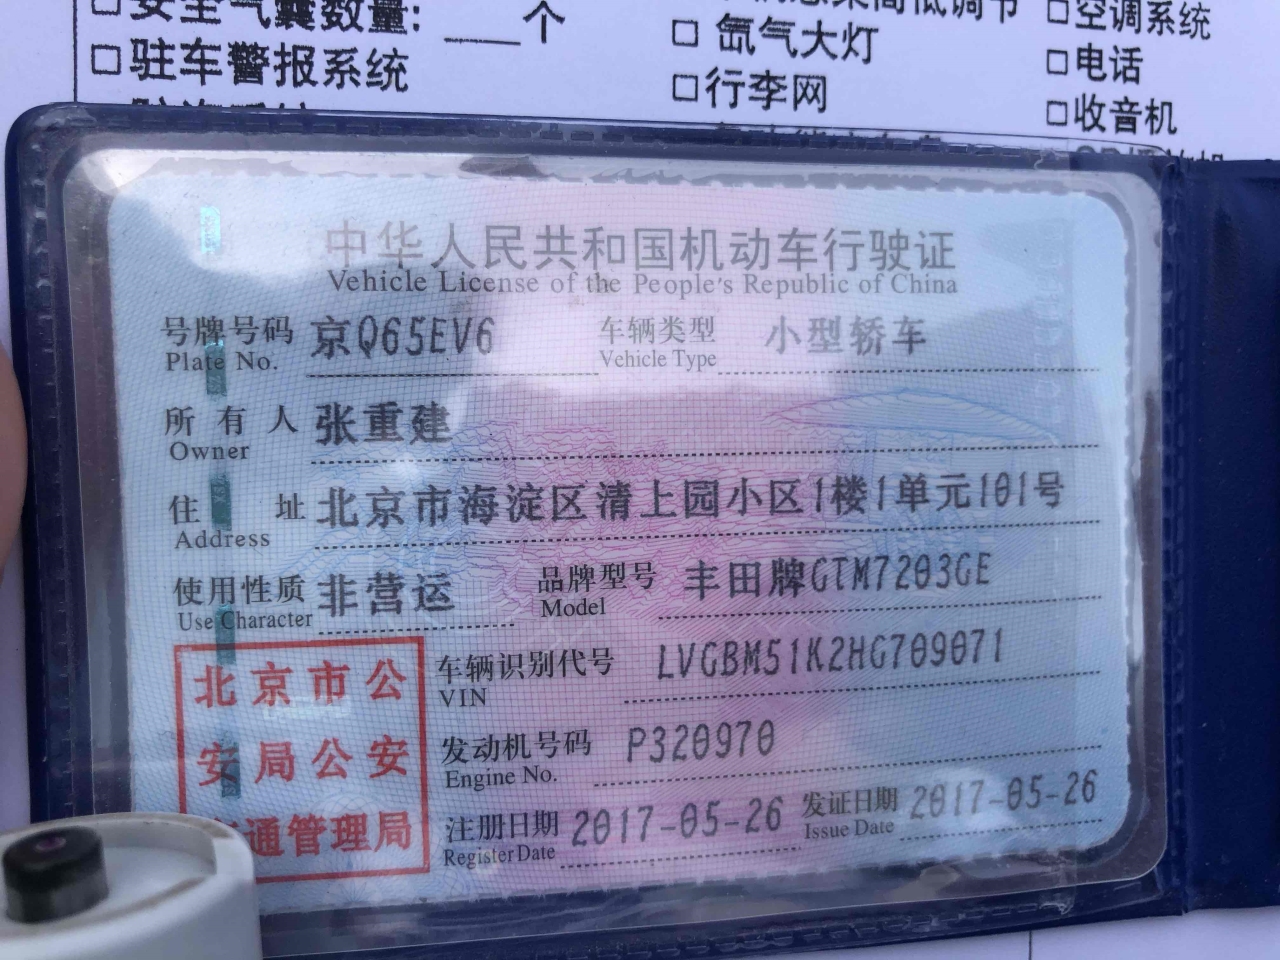 安全气囊数量: ___个
□驻车警报系统
□氙气大灯
□行李网
□空调系统
□电话
□收音机
中华人民共和国机动车行驶证
Vehicle License of the People's Republic of China
号牌号码 京Q65EV6 车辆类型 小型轿车
Plate No. Vehicle Type
所有人 张重建
Owner
住址 北京市海淀区清上园小区1楼1单元101号
Address
使用性质 非营运 品牌型号 丰田牌GTM7203GE
Use Character Model
北京市公
安局公安
通管理局
车辆识别代号 LVGBM51K2HG709071
VIN
发动机号码 P320970
Engine No.
注册日期 2017-05-26 发证日期 2017-05-26
Register Date Issue Date